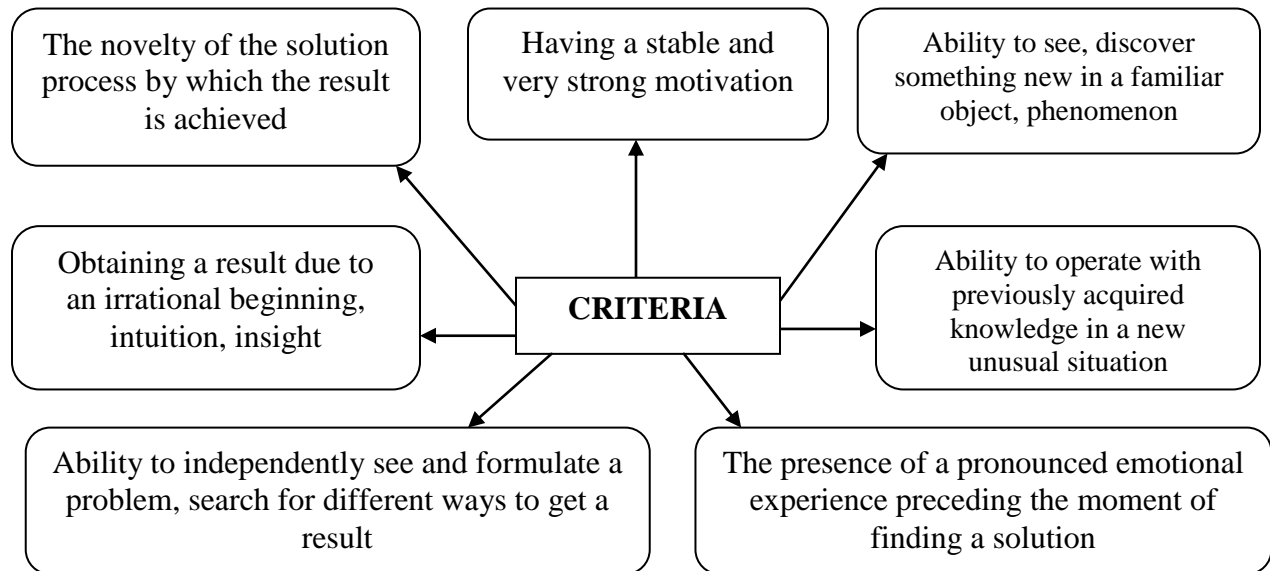 The novelty of the solution
process by which the result
is achieved
Having a stable and
very strong motivation
Ability to see, discover
something new in a familiar
object, phenomenon
Obtaining a result due to
an irrational beginning,
intuition, insight
CRITERIA
Ability to operate with
previously acquired
knowledge in a new
unusual situation
Ability to independently see and formulate a
problem, search for different ways to get a
result
The presence of a pronounced emotional
experience preceding the moment of
finding a solution